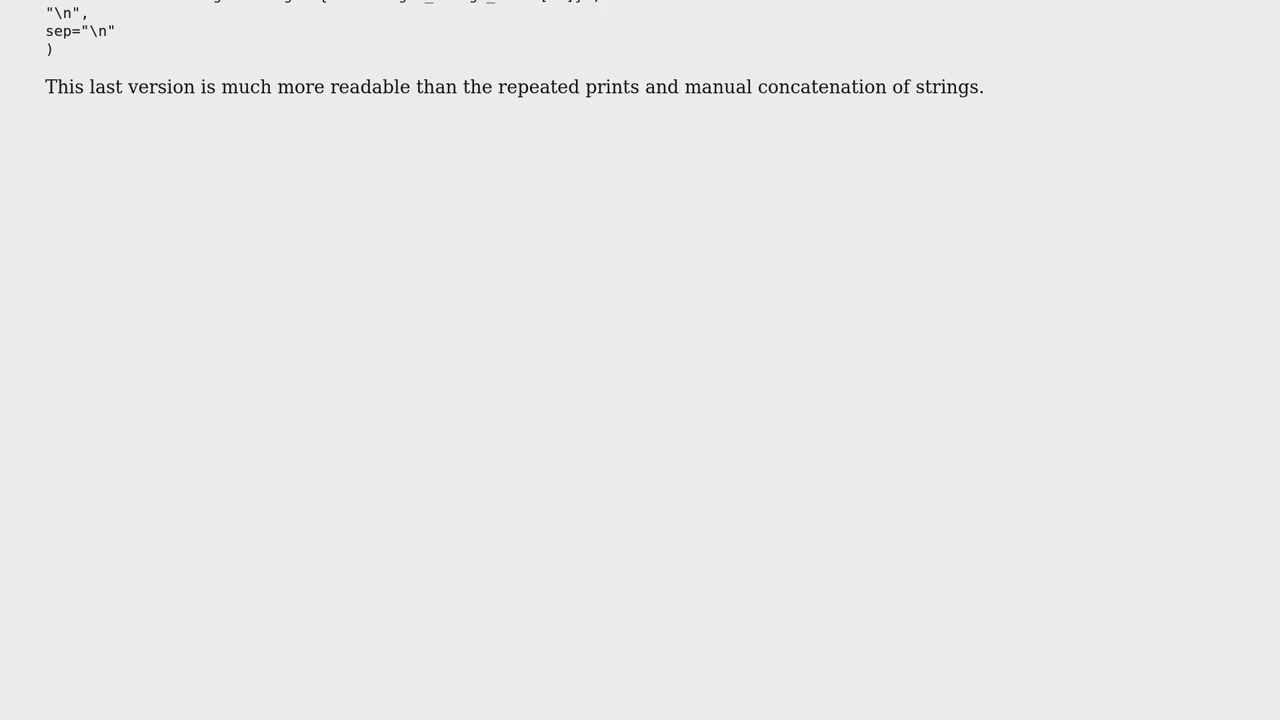 "\n",
sep="\n"
)
This last version is much more readable than the repeated prints and manual concatenation of strings.